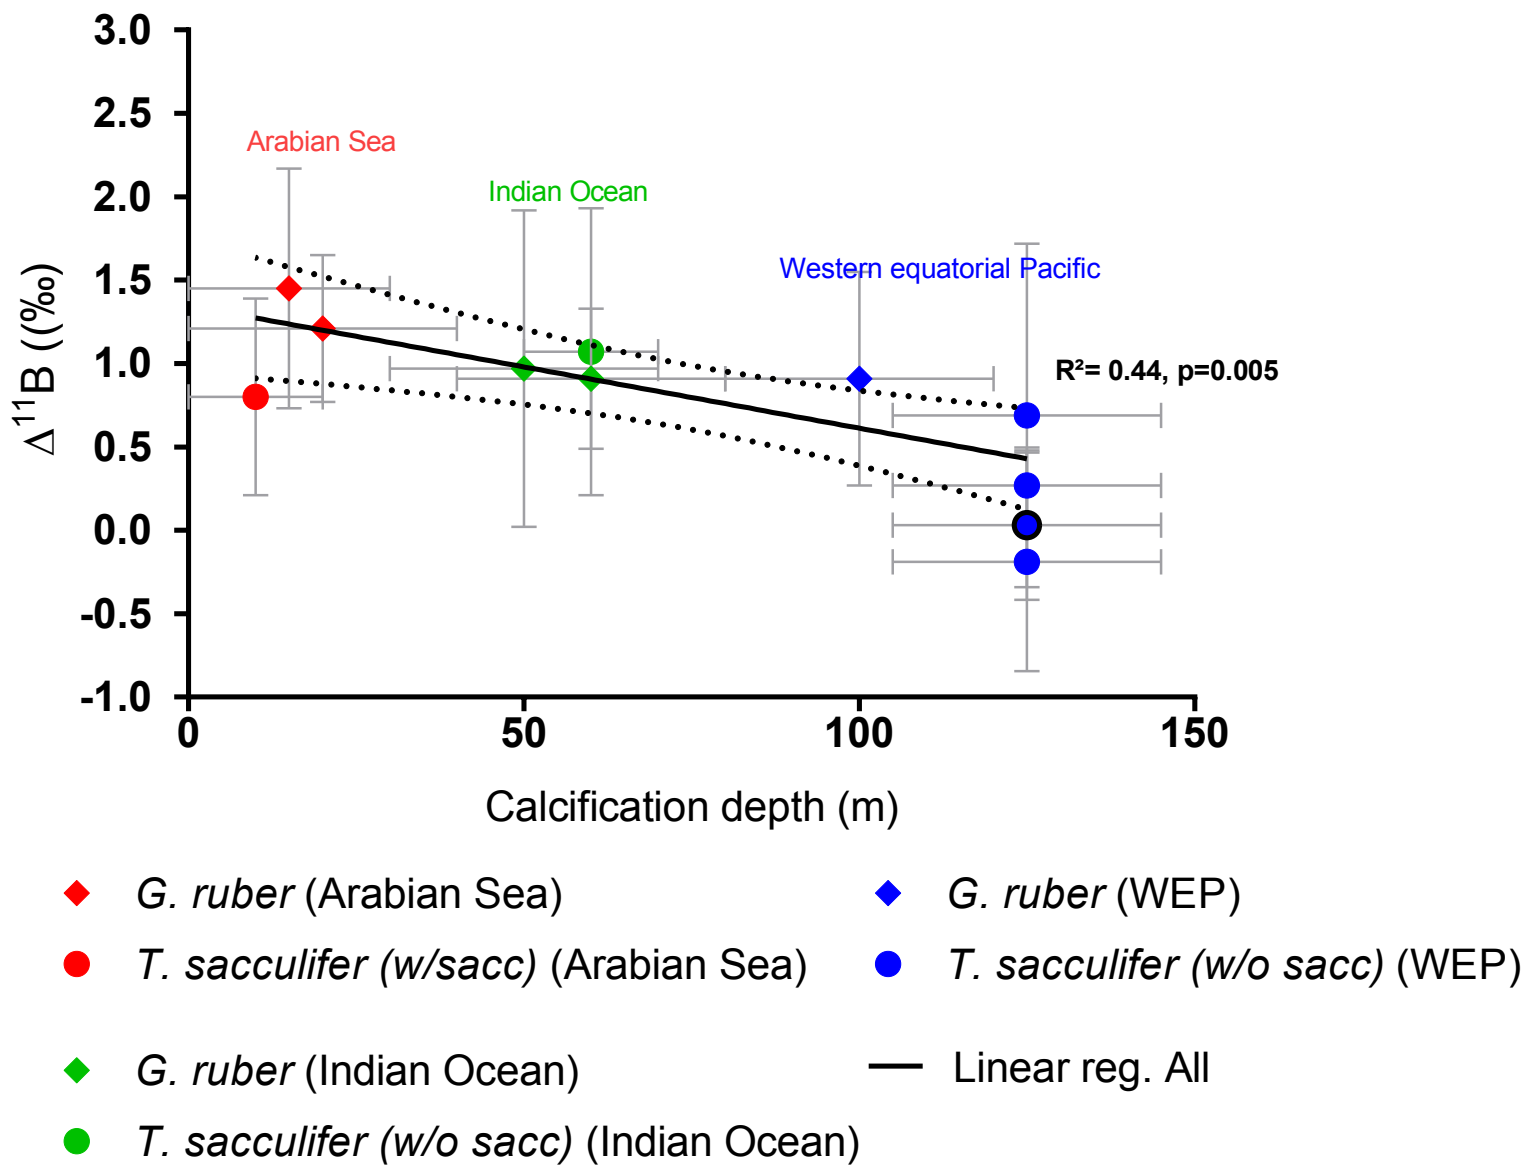 3.0
2.5
2.0
1.5
1.0
0.5
0.0
-0.5
-1.0
Δ¹¹B ((‰)
Arabian Sea
Indian Ocean
Western equatorial Pacific
R²= 0.44, p=0.005
0 50 100 150
Calcification depth (m)
G. ruber (Arabian Sea)
T. sacculifer (w/sacc) (Arabian Sea)
G. ruber (Indian Ocean)
T. sacculifer (w/o sacc) (Indian Ocean)
G. ruber (WEP)
T. sacculifer (w/o sacc) (WEP)
Linear reg. All